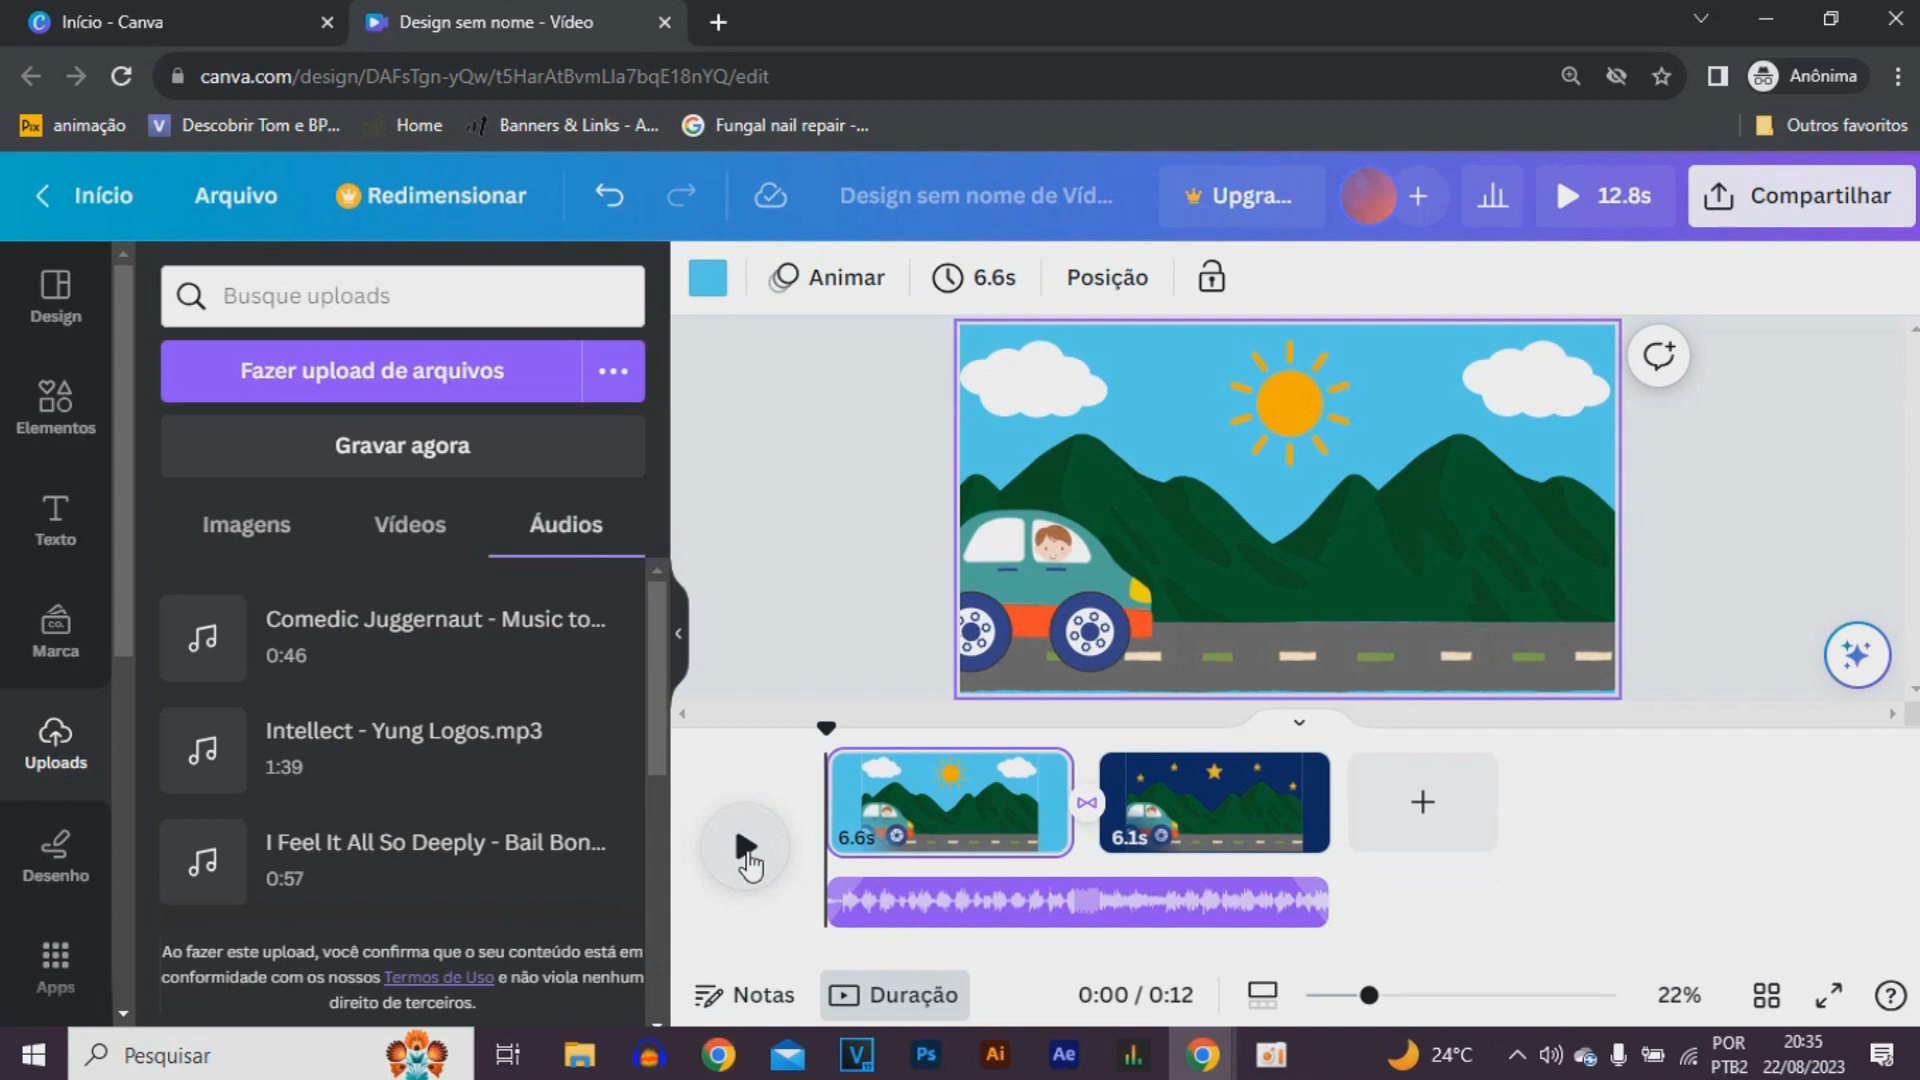 Início - Canva
Design sem nome - Vídeo
canva.com/design/DAFsTgn-yQw/t5HarAtBvmLIa7bqE18nYQ/edit
Anônima
Pix animação
V Descobrir Tom e BP...
Home
Banners & Links - A...
Fungal nail repair -...
Outros favoritos
Início
Arquivo
Redimensionar
Design sem nome de Víd...
Upgra...
12.8s
Compartilhar
Design
Elementos
Texto
CO.
Marca
Uploads
Desenho
Apps
Busque uploads
Fazer upload de arquivos
Gravar agora
Imagens
Vídeos
Áudios
Comedic Juggernaut - Music to...
0:46
Intellect - Yung Logos.mp3
1:39
I Feel It All So Deeply - Bail Bon...
0:57
Ao fazer este upload, você confirma que o seu conteúdo está em
conformidade com os nossos Termos de Uso e não viola nenhum
direito de terceiros.
Animar
6.6s
Posição
6.6s
6.1s
Notas
Duração
0:00 / 0:12
22%
Pesquisar
V
Ps
Ai
Ae
24°C
POR
PTB2
20:35
22/08/2023